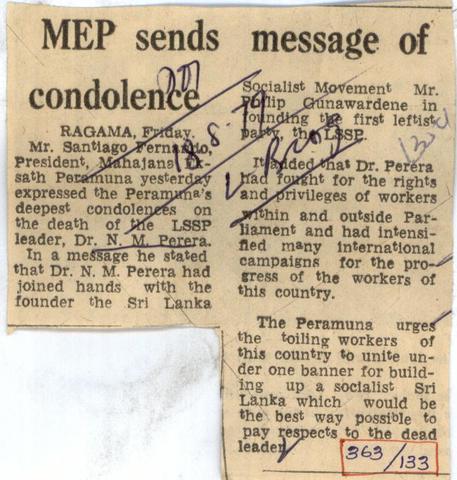 MEP sends message of
condolence
RAGAMA, Friday.
Mr. Santiago Fernanto,
President, Mahajana Ek-
sath Peramuna yesterday
expressed the Peramuna's
deepest condolences on
the death of the LSSP
leader, Dr. N. M. Perera.
In a message he stated
that Dr. N. M. Perera had
joined hands with the
founder the Sri Lanka
Socialist Movement Mr.
Philip Gunawardene in
founding the first leftist
party, the LSSP.
It added that Dr. Perera
had fought for the rights
and privileges of workers
within and outside Par-
liament and had intensi-
fied many international
campaigns for the pro-
gress of the workers of
this country.
The Peramuna urges
the toiling workers of
this country to unite un-
der one banner for build-
ing up a socialist Sri
Lanka which would be
the best way possible to
pay respects to the dead
leader
18-8-79
363/133